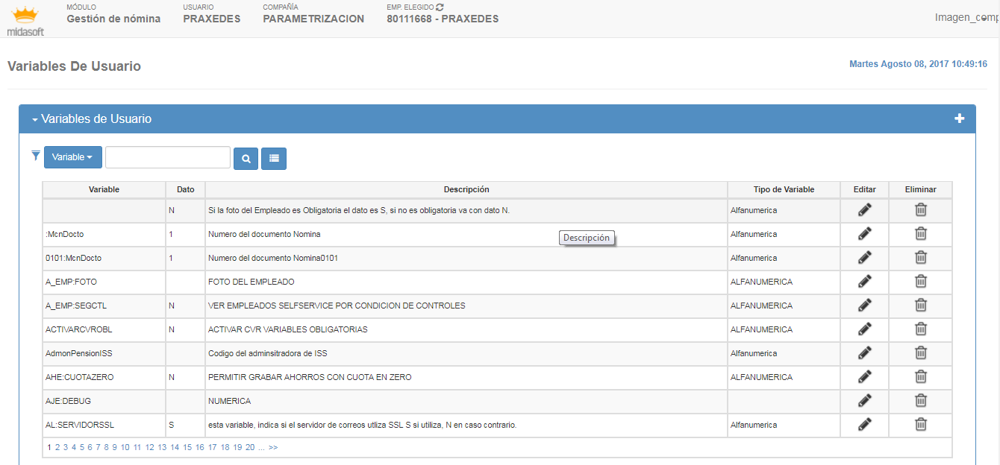 midasoft
MÓDULO USUARIO COMPAÑÍA EMP. ELEGIDO
Gestión de nómina PRAXEDES PARAMETRIZACION 80111668 - PRAXEDES
Imagen_comp
Variables De Usuario
Martes Agosto 08, 2017 10:49:16
Variables de Usuario
Variable
Variable Dato Descripción Tipo de Variable Editar Eliminar
N Si la foto del Empleado es Obligatoria el dato es S, si no es obligatoria va con dato N. Alfanumerica
:McnDocto 1 Numero del documento Nomina Alfanumerica
Descripción
0101:McnDocto 1 Numero del documento Nomina0101 Alfanumerica
A_EMP:FOTO FOTO DEL EMPLEADO ALFANUMERICA
A_EMP:SEGCTL N VER EMPLEADOS SELFSERVICE POR CONDICION DE CONTROLES ALFANUMERICA
ACTIVARCVROBL N ACTIVAR CVR VARIABLES OBLIGATORIAS ALFANUMERICA
AdmonPensionISS Codigo del adminsitradora de ISS Alfanumerica
AHE:CUOTAZERO N PERMITIR GRABAR AHORROS CON CUOTA EN ZERO ALFANUMERICA
AJE:DEBUG NUMERICA
AL:SERVIDORSSL S esta variable, indica si el servidor de correos utliza SSL S si utiliza, N en caso contrario. Alfanumerica
1 2 3 4 5 6 7 8 9 10 11 12 13 14 15 16 17 18 19 20 ... >>